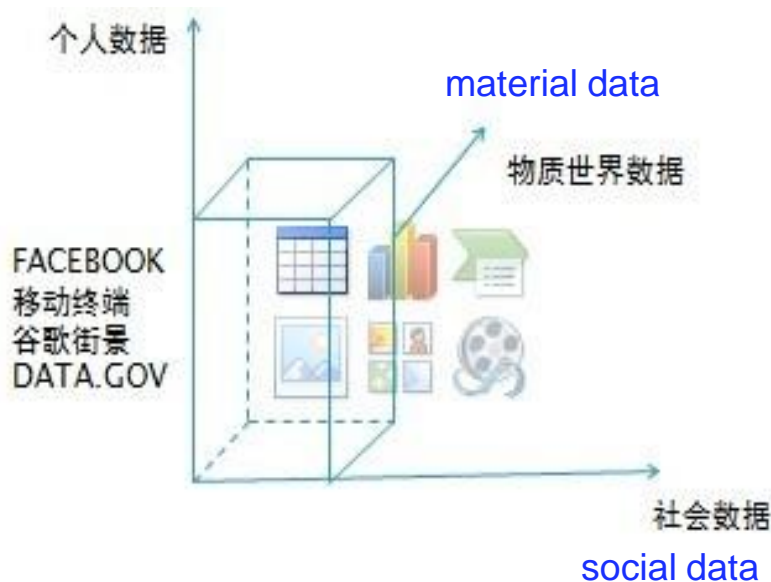 个人数据
material data
物质世界数据
FACEBOOK
移动终端
谷歌街景
DATA.GOV
社会数据
social data